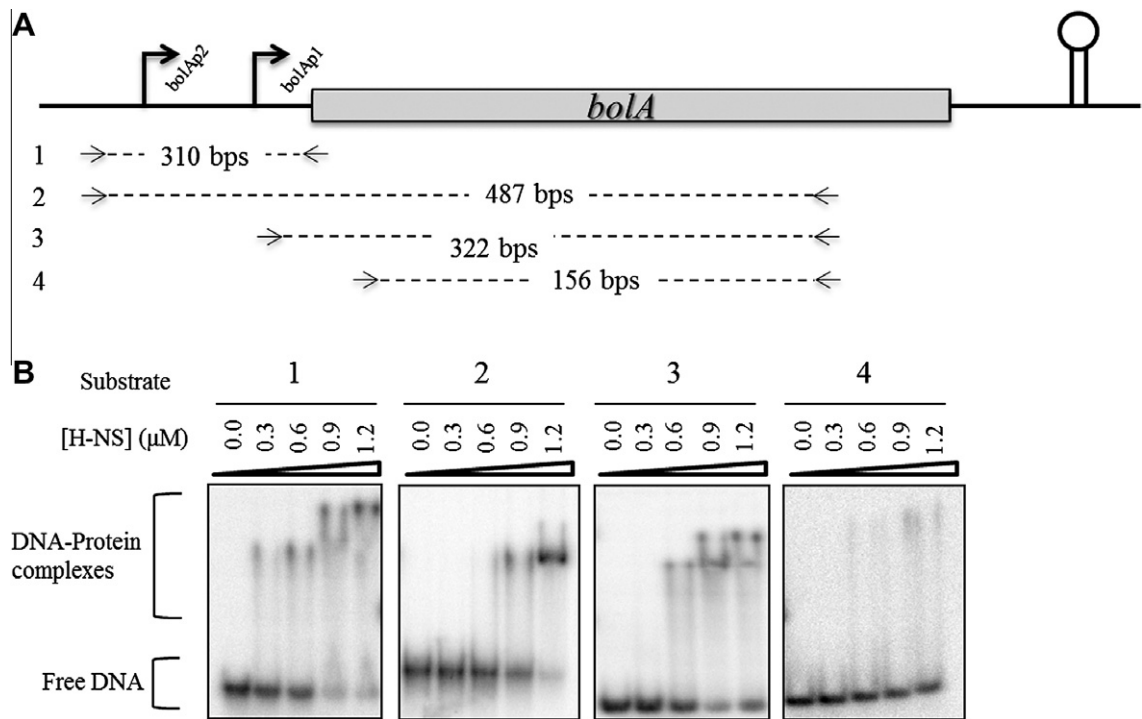 A
bolAp2 bolAp1
bolA
1 310 bps
2 487 bps
3 322 bps
4 156 bps
B Substrate 1 2 3 4
[H-NS] (μM) 0.0 0.3 0.6 0.9 1.2 0.0 0.3 0.6 0.9 1.2 0.0 0.3 0.6 0.9 1.2 0.0 0.3 0.6 0.9 1.2
DNA-Protein
complexes
Free DNA